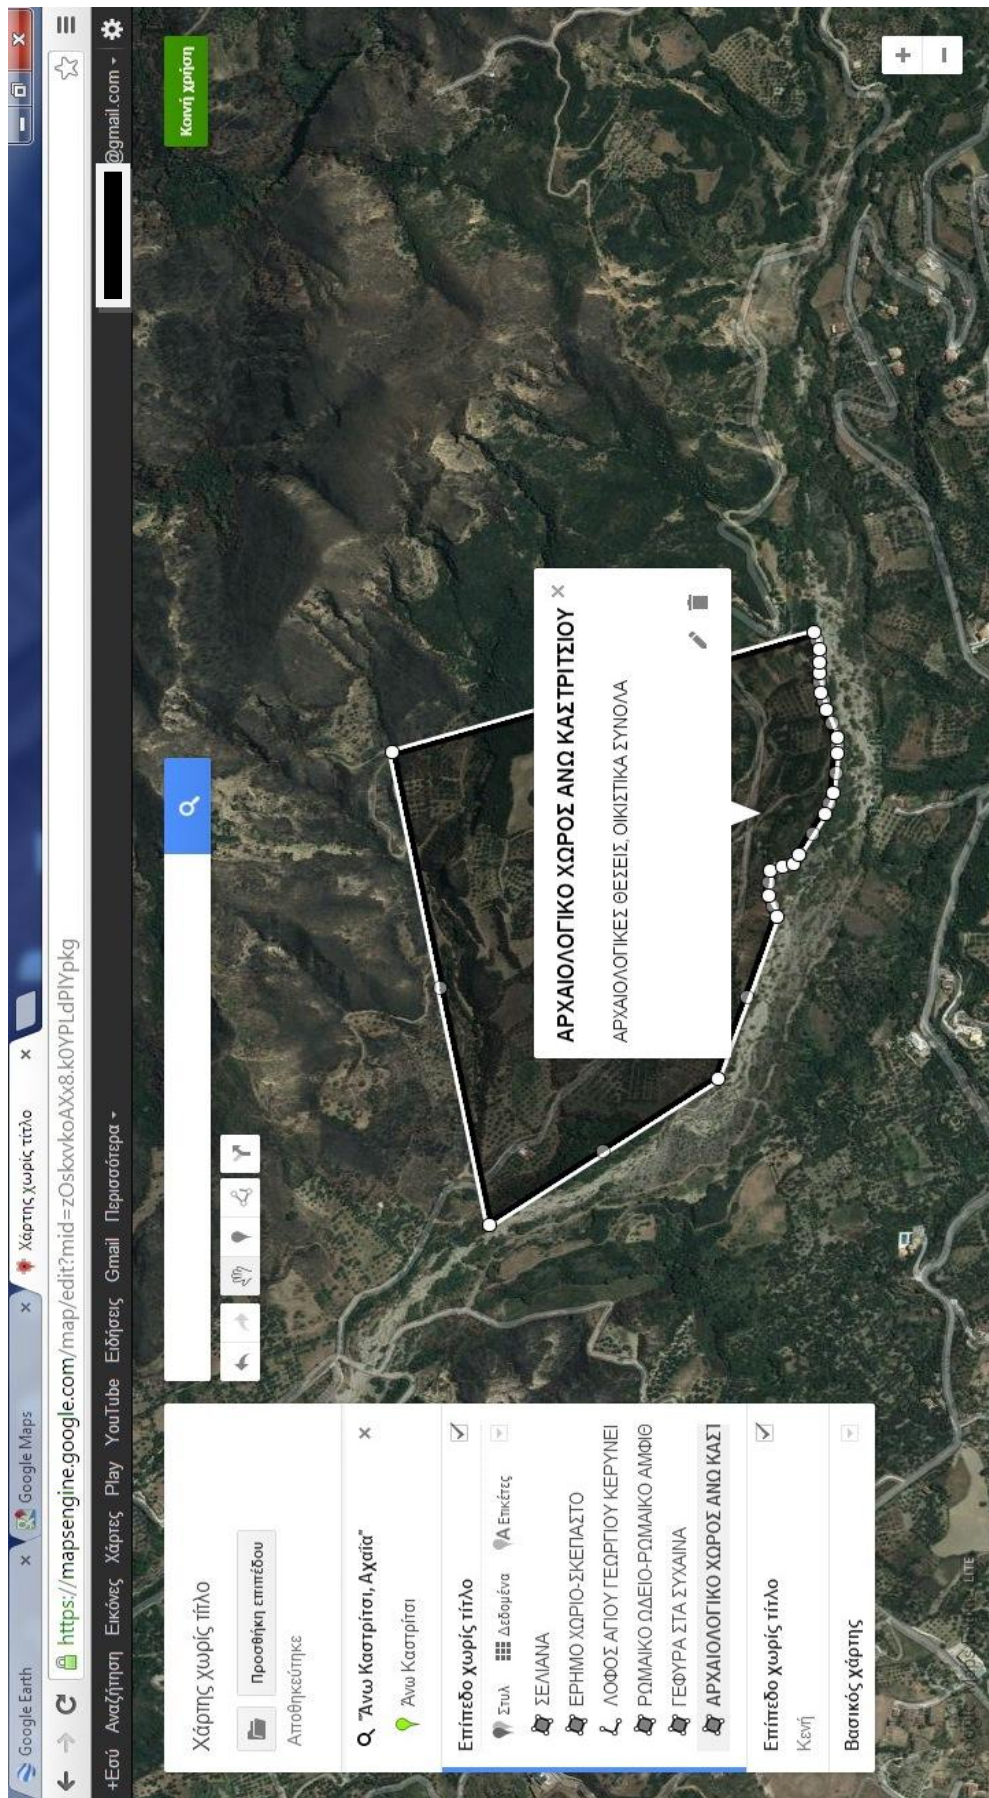 Google Earth
Google Maps
Χάρτης χωρίς τίτλο
https://mapsengine.google.com/map/edit?mid=zOskxvkoAXx8.k0YPLdPlYpkg
+Εσύ Αναζήτηση Εικόνες Χάρτες Play YouTube Ειδήσεις Gmail Περισσότερα
@gmail.com
Κοινή χρήση
Χάρτης χωρίς τίτλο
Προσθήκη επιπέδου
Αποθηκεύτηκε
"Άνω Καστρίτσι, Αχαΐα"
Άνω Καστρίτσι
Επίπεδο χωρίς τίτλο
Στυλ Δεδομένα Ετικέτες
ΣΕΛΙΑΝΑ
ΕΡΗΜΟ ΧΩΡΙΟ-ΣΚΕΠΑΣΤΟ
ΛΟΦΟΣ ΑΓΙΟΥ ΓΕΩΡΓΙΟΥ ΚΕΡΥΝΕΙ
ΡΩΜΑΙΚΟ ΩΔΕΙΟ-ΡΩΜΑΙΚΟ ΑΜΦΙΘ
ΓΕΦΥΡΑ ΣΤΑ ΣΥΧΑΙΝΑ
ΑΡΧΑΙΟΛΟΓΙΚΟ ΧΩΡΟΣ ΑΝΩ ΚΑΣΤ
Επίπεδο χωρίς τίτλο
Κενή
Βασικός χάρτης
LITE
ΑΡΧΑΙΟΛΟΓΙΚΟ ΧΩΡΟΣ ΑΝΩ ΚΑΣΤΡΙΤΣΙΟΥ
ΑΡΧΑΙΟΛΟΓΙΚΕΣ ΘΕΣΕΙΣ, ΟΙΚΙΣΤΙΚΑ ΣΥΝΟΛΑ